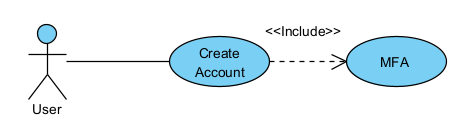 <<Include>>
Create
Account
MFA
User